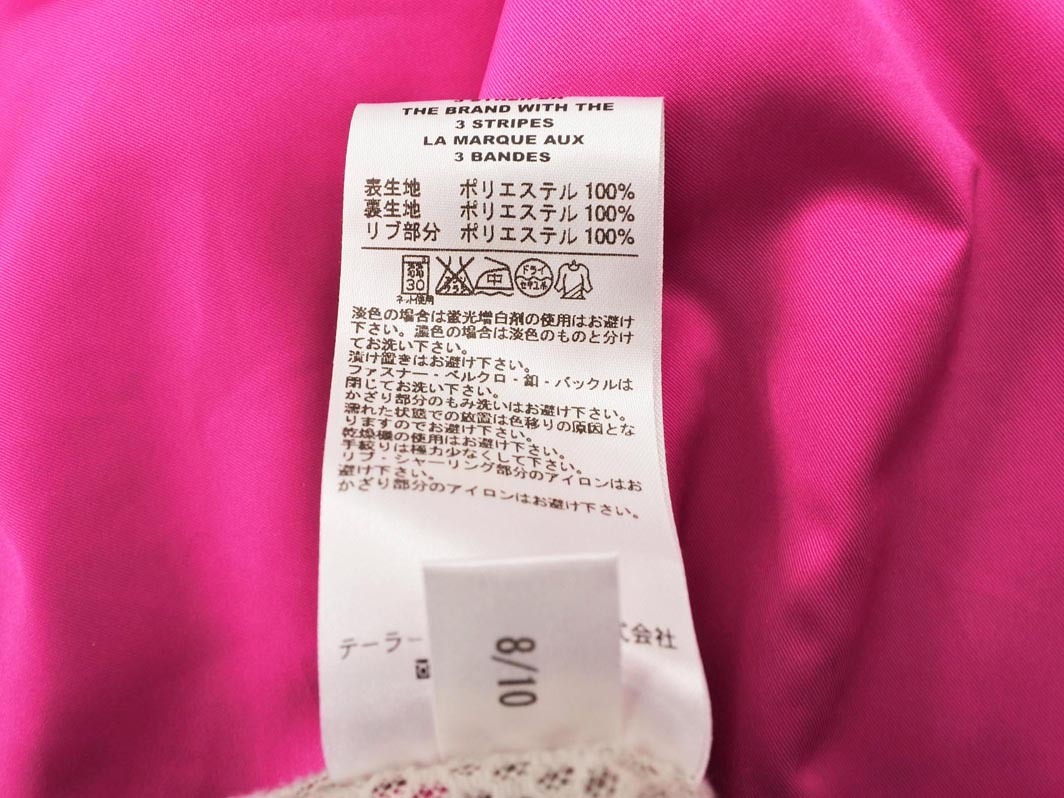 THE BRAND WITH THE
3 STRIPES
LA MARQUE AUX
3 BANDES
表生地 ポリエステル 100%
裏生地 ポリエステル 100%
リブ部分 ポリエステル 100%
30 中 ドライ
ネット使用
淡色の場合は蛍光増白剤の使用はお避け
下さい。濃色の場合は淡色のものと分け
てお洗い下さい。
漬け置きはお避け下さい。
ファスナー・ベルクロ・釦・バックルは
閉じてお洗い下さい。
かざり部分のもみ洗いはお避け下さい。
濡れた状態での放置は色移りの原因とな
りますのでお避け下さい。
乾燥機の使用はお避け下さい。
手絞りは極力少なくして下さい。
リブ・シャーリング部分のアイロンはお
避け下さい。
かざり部分のアイロンはお避け下さい。
テーラー 式会社
8/10